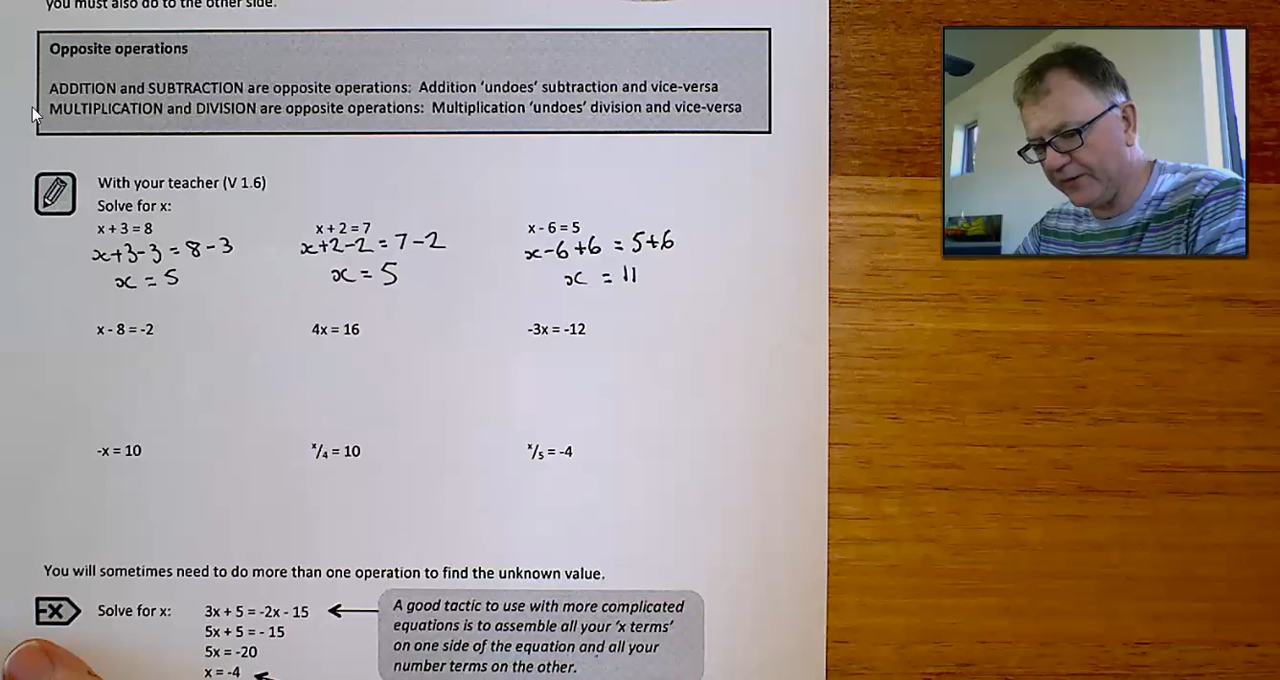 you must also do to the other side.
Opposite operations
ADDITION and SUBTRACTION are opposite operations: Addition 'undoes' subtraction and vice-versa
MULTIPLICATION and DIVISION are opposite operations: Multiplication 'undoes' division and vice-versa
With your teacher (V 1.6)
Solve for x:
x + 3 = 8 x + 2 = 7 x - 6 = 5
x+3-3 = 8-3 x+2-2 = 7-2 x-6+6 = 5+6
x = 5 x = 5 x = 11
x - 8 = -2 4x = 16 -3x = -12
-x = 10 x/4 = 10 x/5 = -4
You will sometimes need to do more than one operation to find the unknown value.
EX Solve for x: 3x + 5 = -2x - 15
5x + 5 = - 15
5x = -20
x = -4
A good tactic to use with more complicated
equations is to assemble all your 'x terms'
on one side of the equation and all your
number terms on the other.